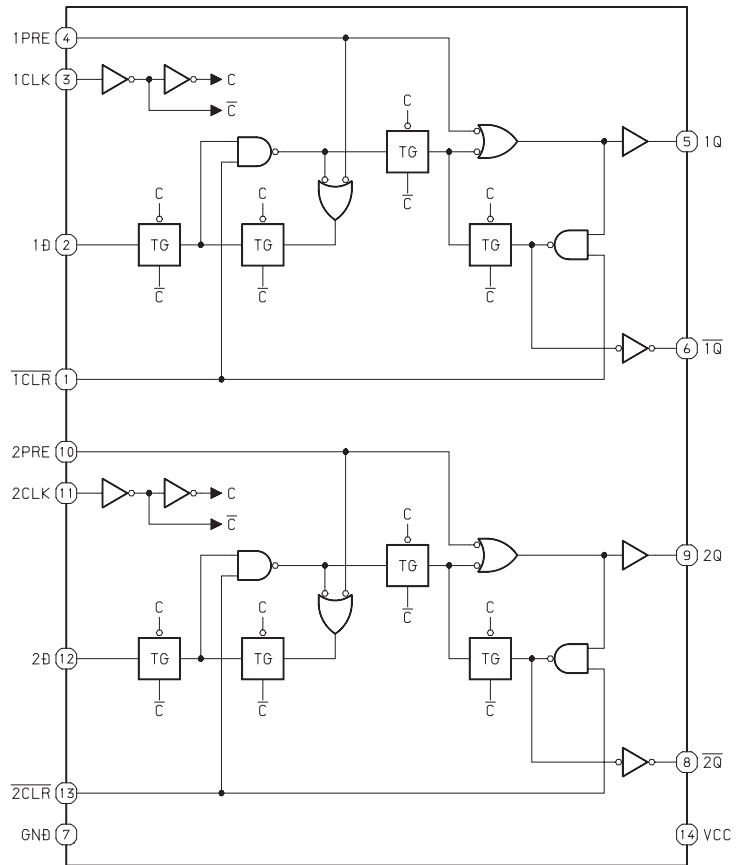 1PRE 4
1CLK 3 C
C̅
C
TG
C̅
5 1Q
C C C
1D 2 TG TG TG
C̅ C̅ C̅
6 1Q̅
1̅C̅L̅R̅ 1
2PRE 10
2CLK 11 C
C̅
C
TG
C̅
9 2Q
C C C
2D 12 TG TG TG
C̅ C̅ C̅
8 2̅Q̅
2̅C̅L̅R̅ 13
GND 7 14 VCC